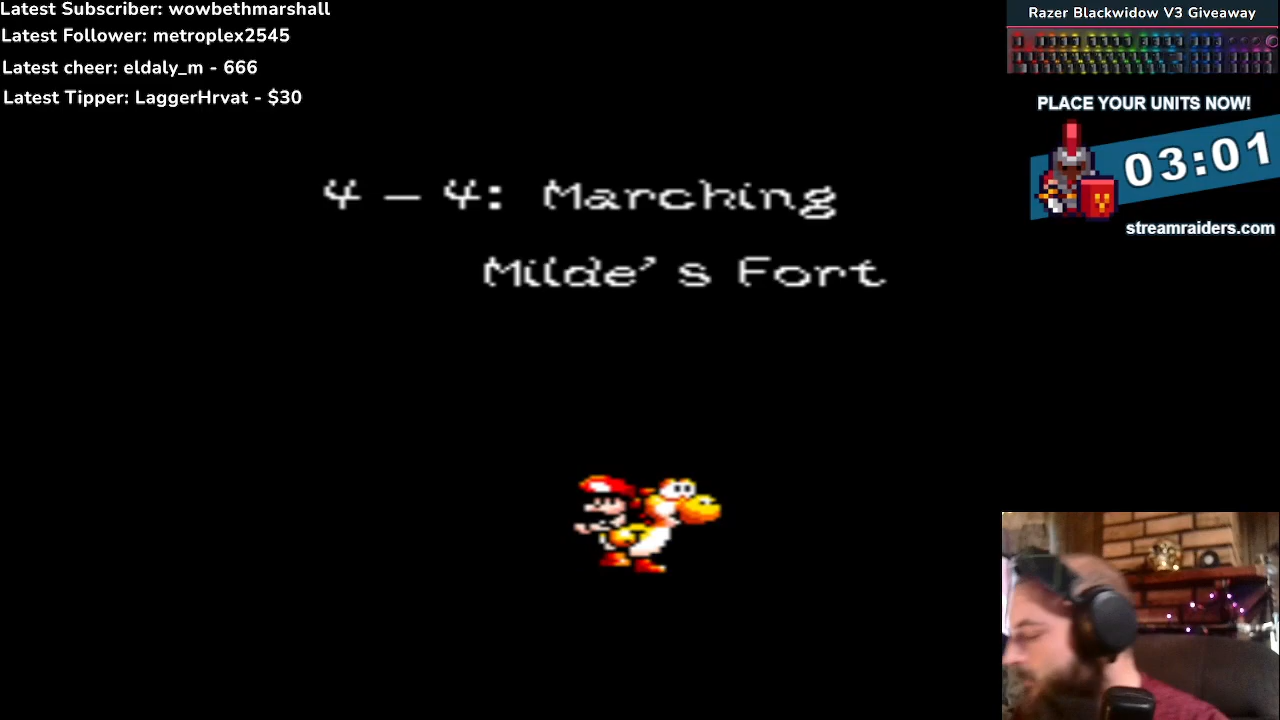 Latest Subscriber: wowbethmarshall
Latest Follower: metroplex2545
Latest cheer: eldaly_m - 666
Latest Tipper: LaggerHrvat - $30
Razer Blackwidow V3 Giveaway
PLACE YOUR UNITS NOW!
03:01
streamraiders.com
4 - 4: Marching
Milde's Fort